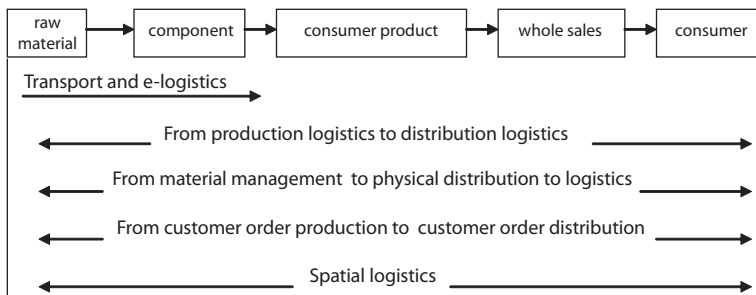 raw material
component
consumer product
whole sales
consumer
Transport and e-logistics
From production logistics to distribution logistics
From material management to physical distribution to logistics
From customer order production to customer order distribution
Spatial logistics